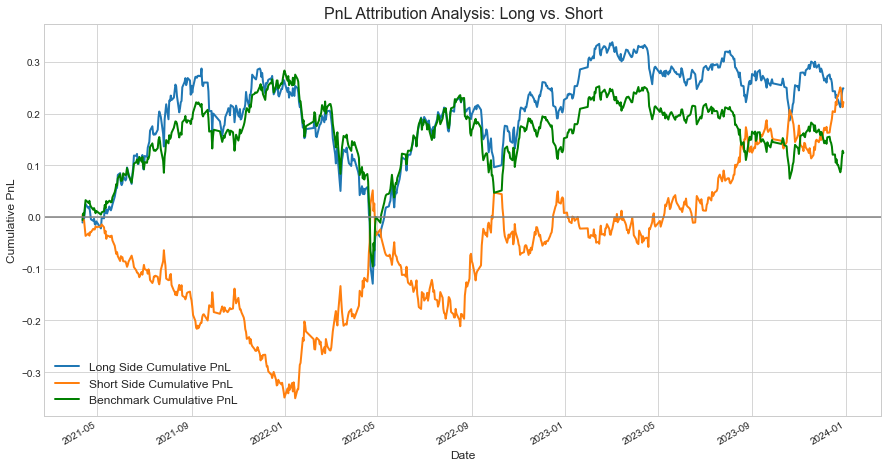 PnL Attribution Analysis: Long vs. Short
Cumulative PnL
0.3
0.2
0.1
0.0
−0.1
−0.2
−0.3
Long Side Cumulative PnL
Short Side Cumulative PnL
Benchmark Cumulative PnL
2021-05
2021-09
2022-01
2022-05
2022-09
2023-01
2023-05
2023-09
2024-01
Date